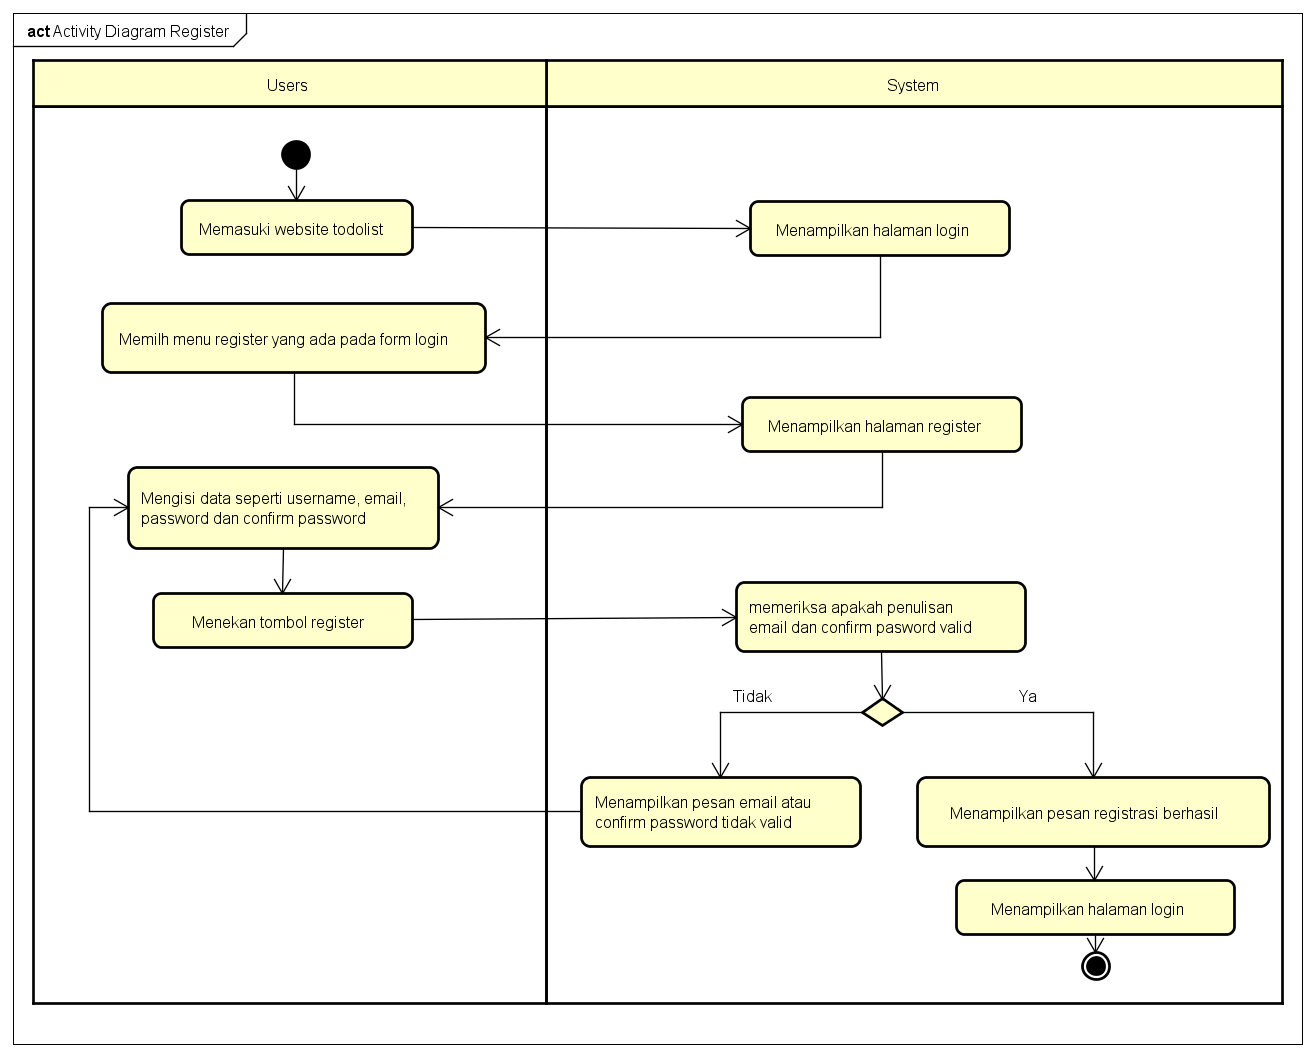 act Activity Diagram Register
Users
System
Memasuki website todolist
Menampilkan halaman login
Memilh menu register yang ada pada form login
Menampilkan halaman register
Mengisi data seperti username, email,
password dan confirm password
Menekan tombol register
memeriksa apakah penulisan
email dan confirm pasword valid
Tidak
Ya
Menampilkan pesan email atau
confirm password tidak valid
Menampilkan pesan registrasi berhasil
Menampilkan halaman login